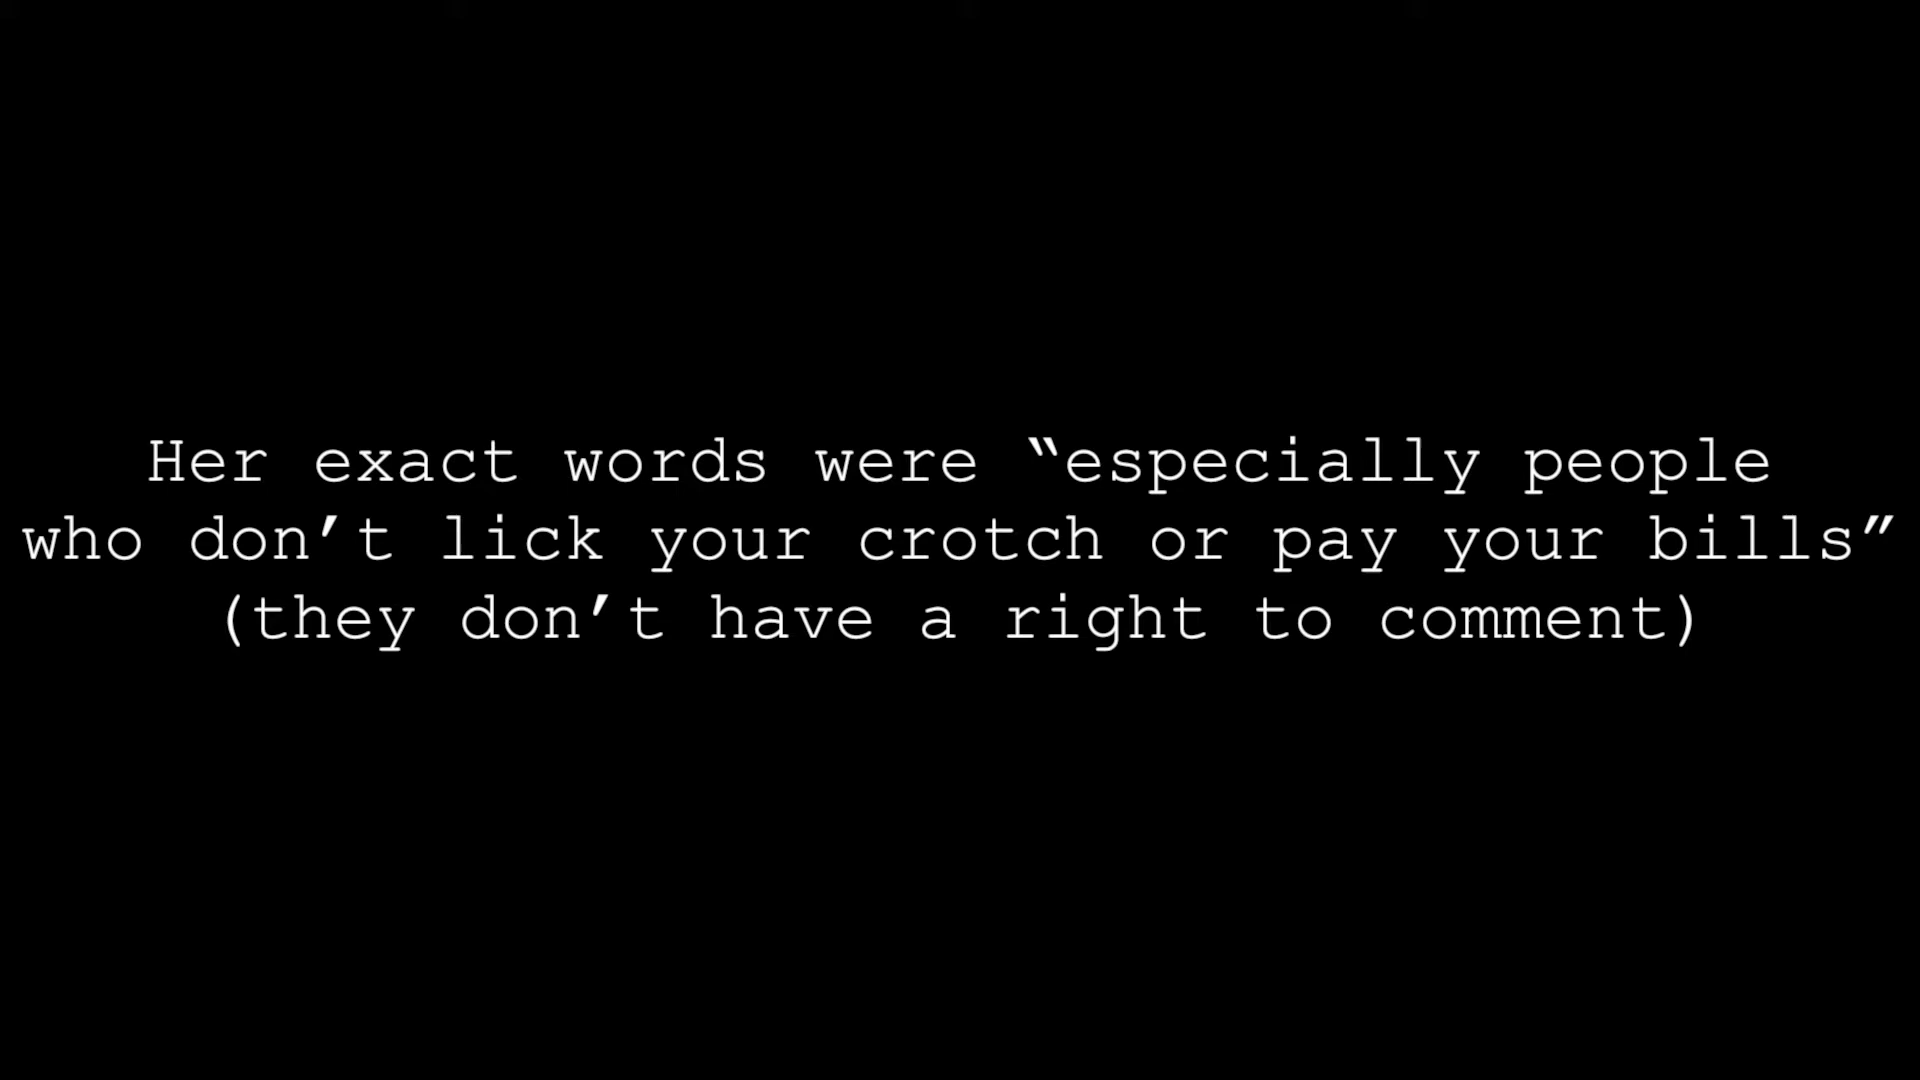 Her exact words were “especially people
who don’t lick your crotch or pay your bills”
(they don’t have a right to comment)